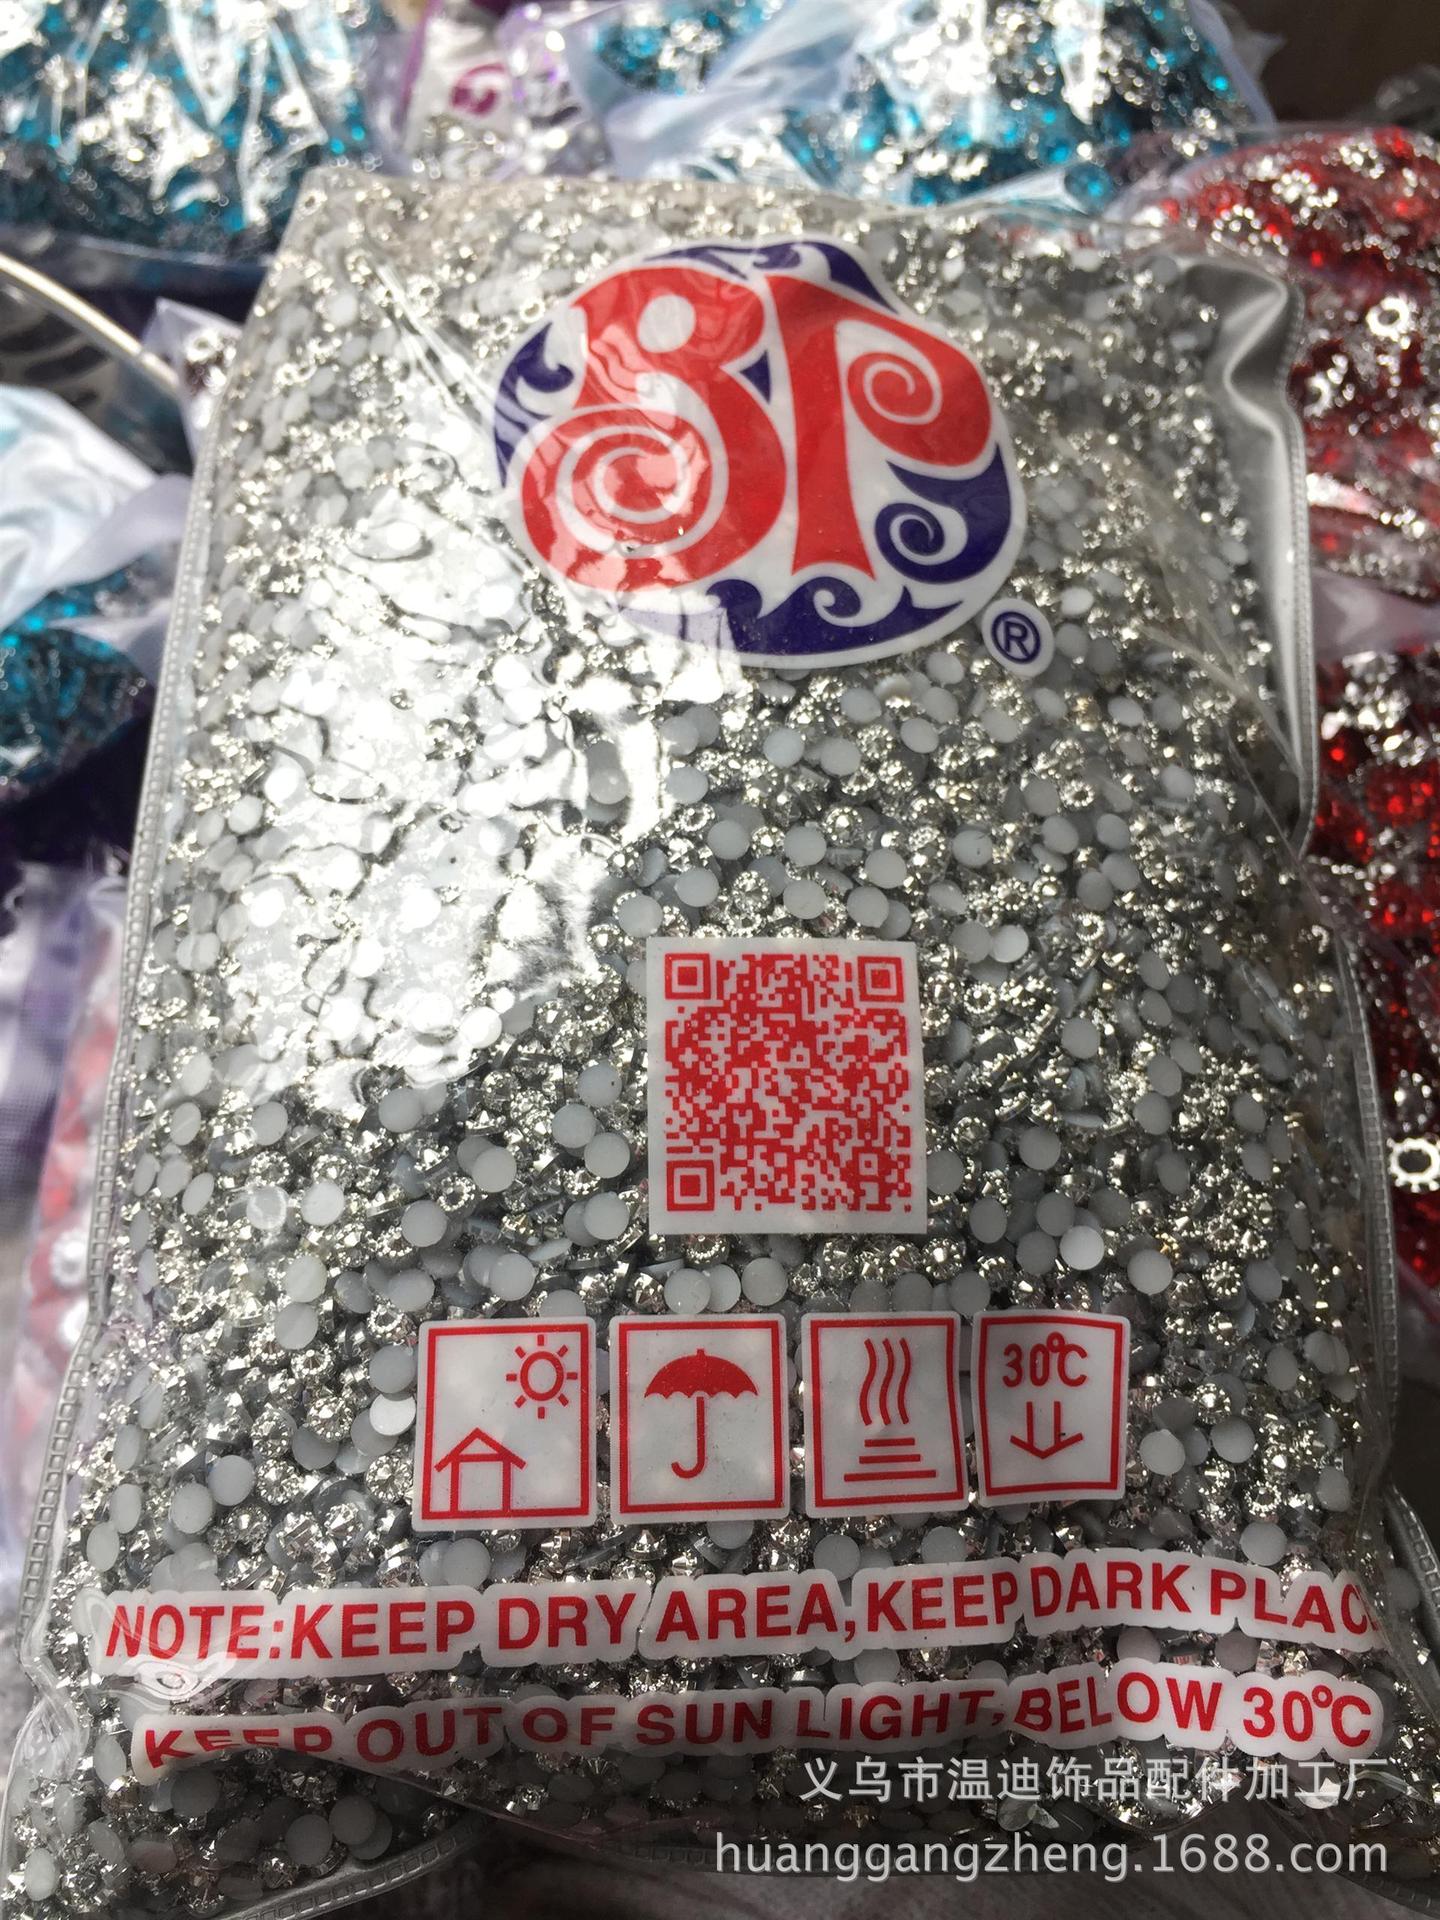 BP
®
30℃
NOTE:KEEP DRY AREA,KEEP DARK PLAC
KEEP OUT OF SUN LIGHT,BELOW 30℃
义乌市温迪饰品配件加工厂
huanggangzheng.1688.com